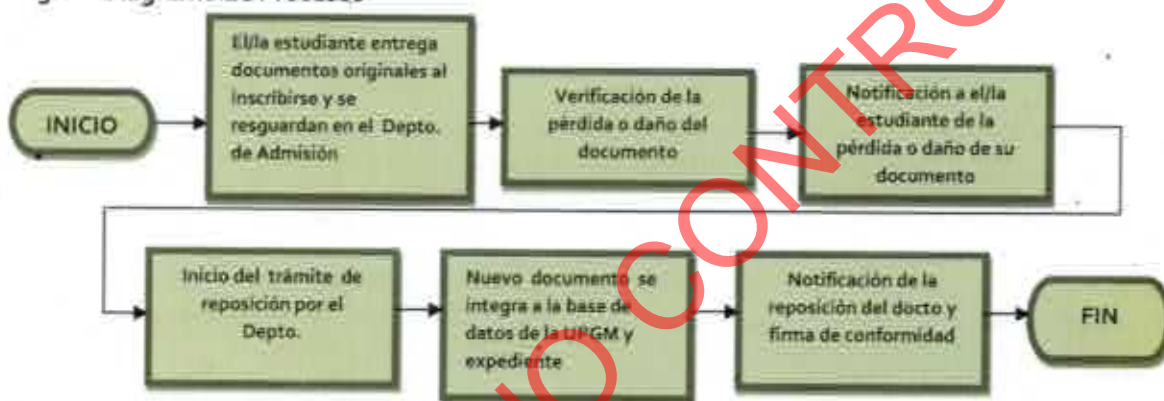 INICIO
El/la estudiante entrega
documentos originales al
inscribirse y se
resguardan en el Depto.
de Admisión
Verificación de la
pérdida o daño del
documento
Notificación a el/la
estudiante de la
pérdida o daño de su
documento
Inicio del trámite de
reposición por el
Depto.
Nuevo documento se
integra a la base de
datos de la UPGM y
expediente
Notificación de la
reposición del docto y
firma de conformidad
FIN
NO CONTRO